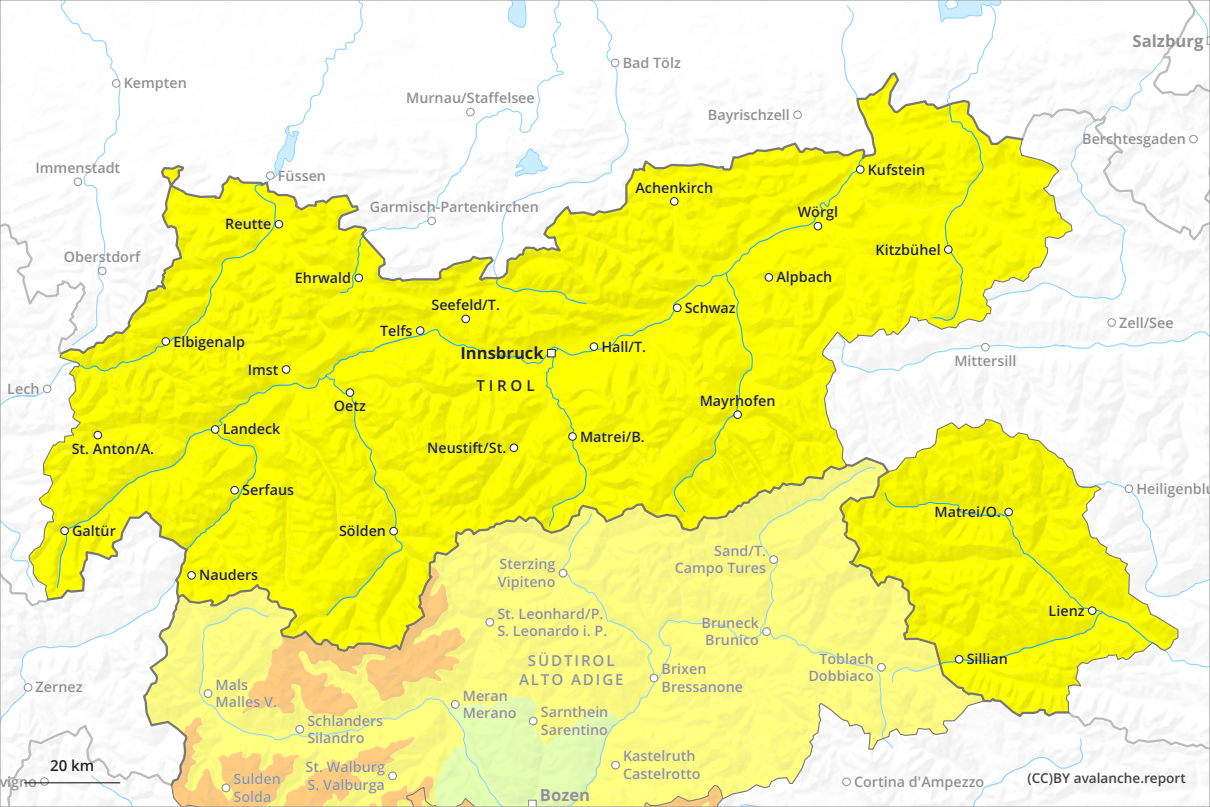 Salzburg
Bad Tölz
Kempten
Murnau/Staffelsee
Bayrischzell
Berchtesgaden
Immenstadt
Füssen
Kufstein
Achenkirch
Garmisch-Partenkirchen
Wörgl
Reutte
Kitzbühel
Oberstdorf
Ehrwald
Alpbach
Seefeld/T.
Schwaz
Telfs
Zell/See
Elbigenalp
Hall/T.
Innsbruck
Mittersill
Imst
TIROL
Lech
Oetz
Mayrhofen
Landeck
Matrei/B.
St. Anton/A.
Neustift/St.
Serfaus
Heiligenblu
Matrei/O.
Galtür
Sölden
Sand/T.
Campo Tures
Sterzing
Vipiteno
Nauders
Lienz
St. Leonhard/P.
S. Leonardo i. P.
Bruneck
Brunico
SÜDTIROL
ALTO ADIGE
Toblach
Dobbiaco
Sillian
Brixen
Bressanone
Zernez
Mals
Malles V.
Meran
Merano
Sarnthein
Sarentino
Schlanders
Silandro
Kastelruth
Castelrotto
20 km
St. Walburg
S. Valburga
vigno
Sulden
Solda
Cortina d'Ampezzo
(CC)BY avalanche.report
Bozen